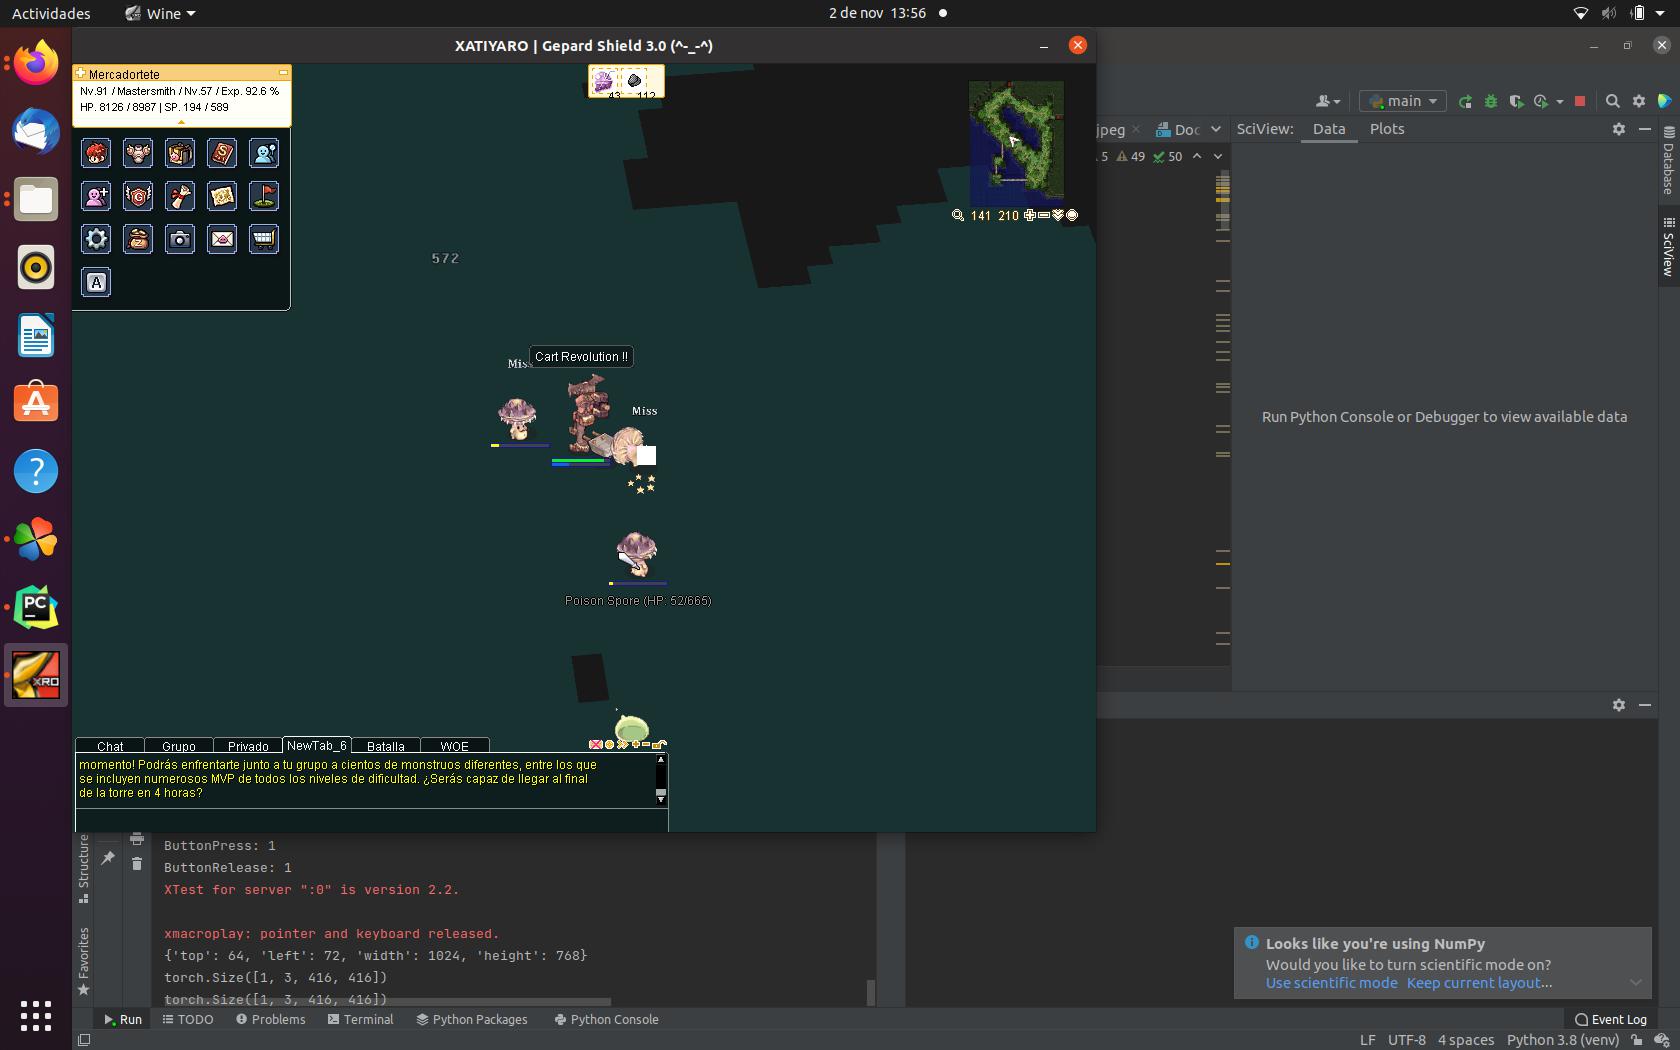 Actividades
Wine
2 de nov 13:56
XATIYARO | Gepard Shield 3.0 (^-_-^)
Mercadortete
Nv.91 / Mastersmith / Nv.57 / Exp. 92.6 %
HP. 8126 / 8987 | SP. 194 / 589
43 112
141 210
572
Mis
Cart Revolution !!
Miss
Poison Spore (HP: 52/665)
Chat Grupo Privado NewTab_6 Batalla WOE
momento! Podrás enfrentarte junto a tu grupo a cientos de monstruos diferentes, entre los que
se incluyen numerosos MVP de todos los niveles de dificultad. ¿Serás capaz de llegar al final
de la torre en 4 horas?
main
jpeg
Doc
SciView: Data Plots
5 49 50
Database
SciView
Run Python Console or Debugger to view available data
Structure
Favorites
ButtonPress: 1
ButtonRelease: 1
XTest for server ":0" is version 2.2.
xmacroplay: pointer and keyboard released.
{'top': 64, 'left': 72, 'width': 1024, 'height': 768}
torch.Size([1, 3, 416, 416])
torch.Size([1, 3, 416, 416])
Looks like you're using NumPy
Would you like to turn scientific mode on?
Use scientific mode Keep current layout...
Run TODO Problems Terminal Python Packages Python Console Event Log
LF UTF-8 4 spaces Python 3.8 (venv)
PC
XRO
A
G
S
?